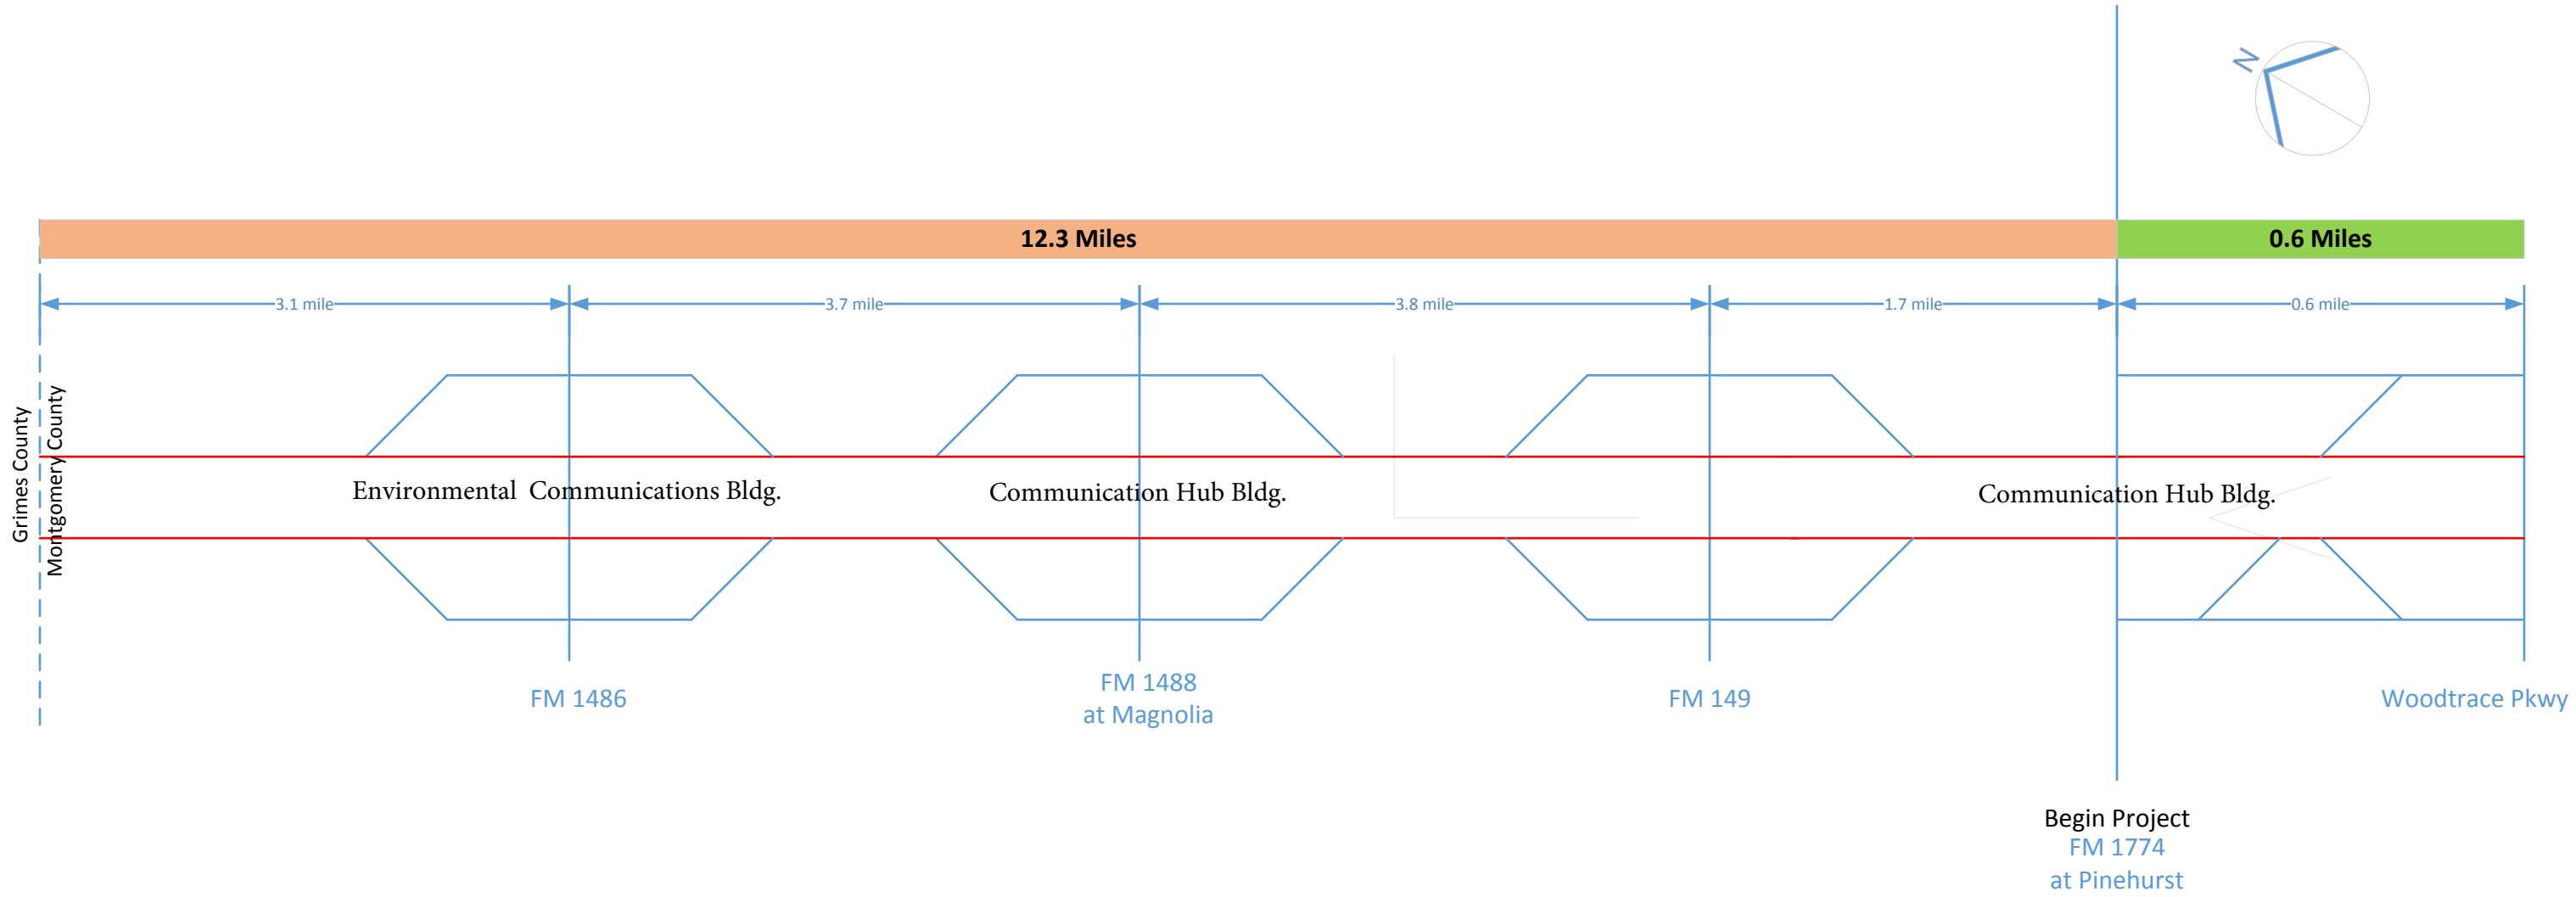 N
12.3 Miles
0.6 Miles
3.1 mile
3.7 mile
3.8 mile
1.7 mile
0.6 mile
Grimes County
Montgomery County
Environmental Communications Bldg.
Communication Hub Bldg.
Communication Hub Bldg.
FM 1486
FM 1488
at Magnolia
FM 149
Woodtrace Pkwy
Begin Project
FM 1774
at Pinehurst